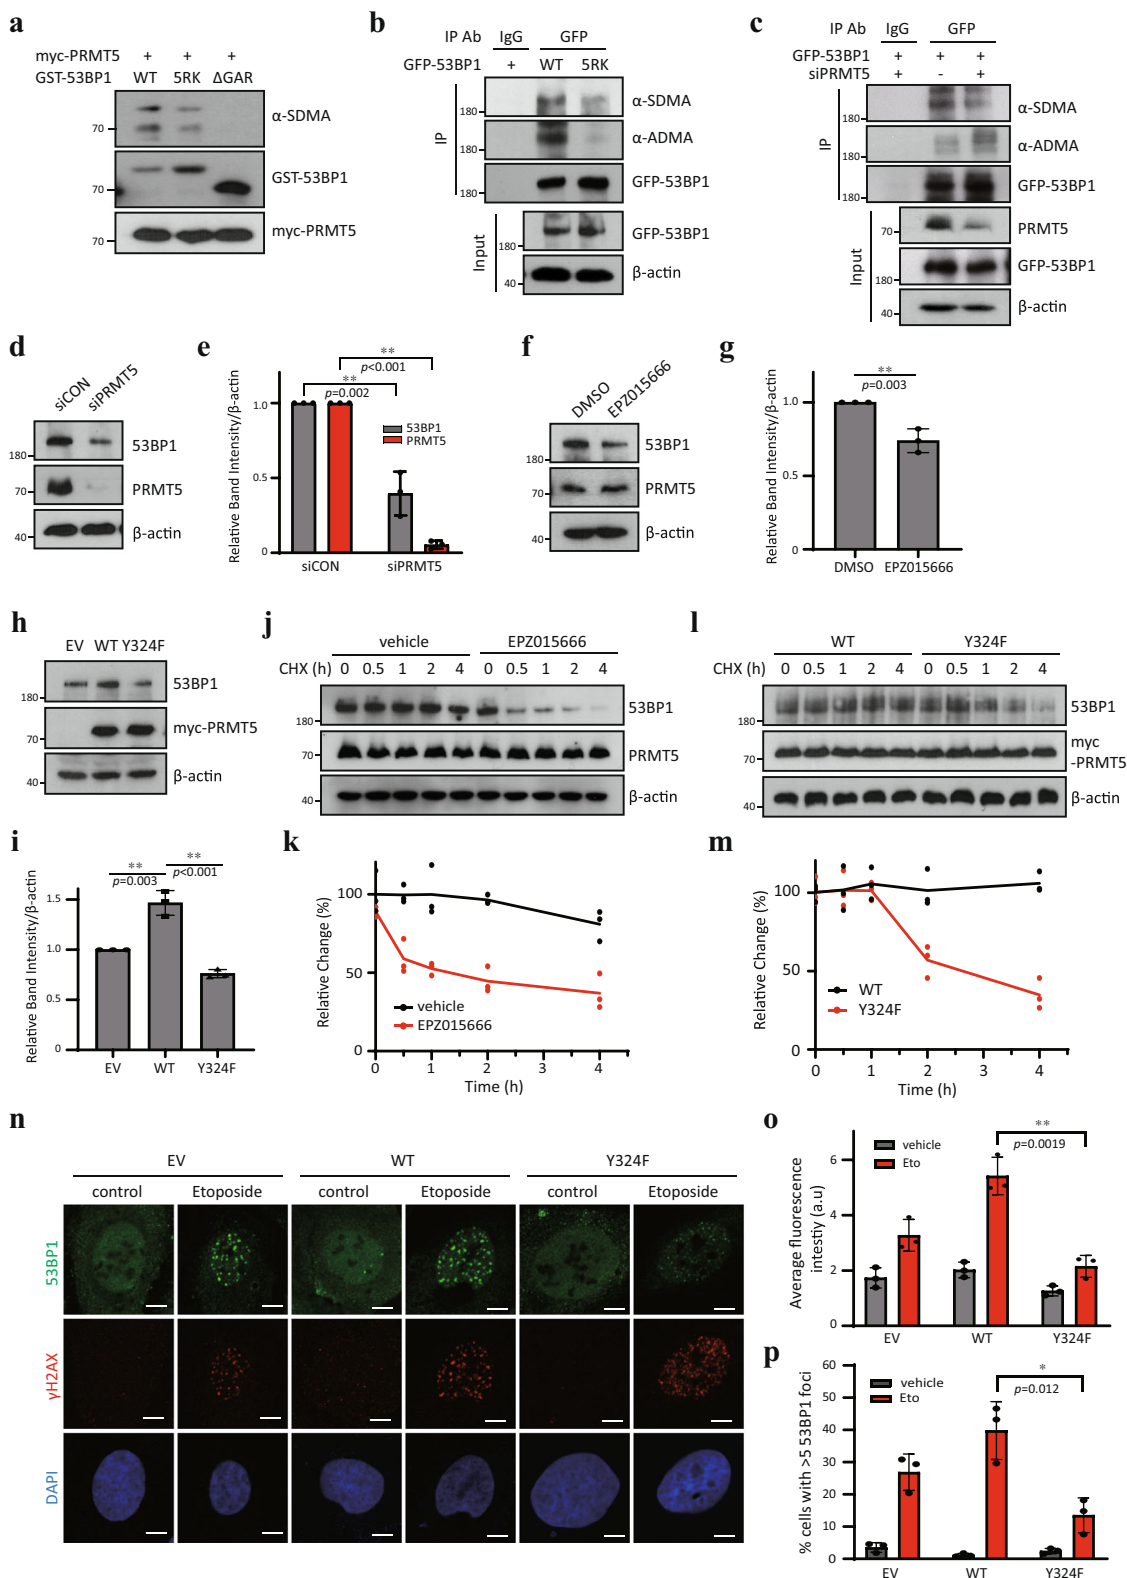 a
myc-PRMT5 + + +
GST-53BP1 WT 5RK ΔGAR
α-SDMA
70
GST-53BP1
70
myc-PRMT5
70
b
IP Ab IgG GFP
GFP-53BP1 + WT 5RK
IP
α-SDMA
180
α-ADMA
180
GFP-53BP1
180
Input
GFP-53BP1
180
β-actin
40
c
IP Ab IgG GFP
GFP-53BP1 + + +
siPRMT5 + - +
IP
α-SDMA
180
α-ADMA
180
GFP-53BP1
180
Input
PRMT5
70
GFP-53BP1
180
β-actin
40
d
siCON siPRMT5
53BP1
180
PRMT5
70
β-actin
40
e
Relative Band Intensity/β-actin
**
p<0.001
**
p=0.002
1.0
0.5
0
53BP1
PRMT5
siCON siPRMT5
f
DMSO EPZ015666
53BP1
180
PRMT5
70
β-actin
40
g
Relative Band Intensity/β-actin
**
p=0.003
1.0
0.5
0
DMSO EPZ015666
h
EV WT Y324F
53BP1
180
myc-PRMT5
70
β-actin
40
i
Relative Band Intensity/β-actin
** **
p=0.003 p<0.001
1.5
1.0
0.5
0
EV WT Y324F
j
vehicle EPZ015666
CHX (h) 0 0.5 1 2 4 0 0.5 1 2 4
53BP1
180
PRMT5
70
β-actin
40
k
Relative Change (%)
100
50
0
vehicle
EPZ015666
0 1 2 3 4
Time (h)
l
WT Y324F
CHX (h) 0 0.5 1 2 4 0 0.5 1 2 4
53BP1
180
myc
-PRMT5
70
β-actin
40
m
Relative Change (%)
100
50
0
WT
Y324F
0 1 2 3 4
Time (h)
n
EV WT Y324F
control Etoposide control Etoposide control Etoposide
53BP1
γH2AX
DAPI
o
Average fluorescence
intestiy (a.u)
vehicle
Eto
**
p=0.0019
6
4
2
0
EV WT Y324F
p
% cells with >5 53BP1 foci
vehicle
Eto
*
p=0.012
60
50
40
30
20
10
0
EV WT Y324F